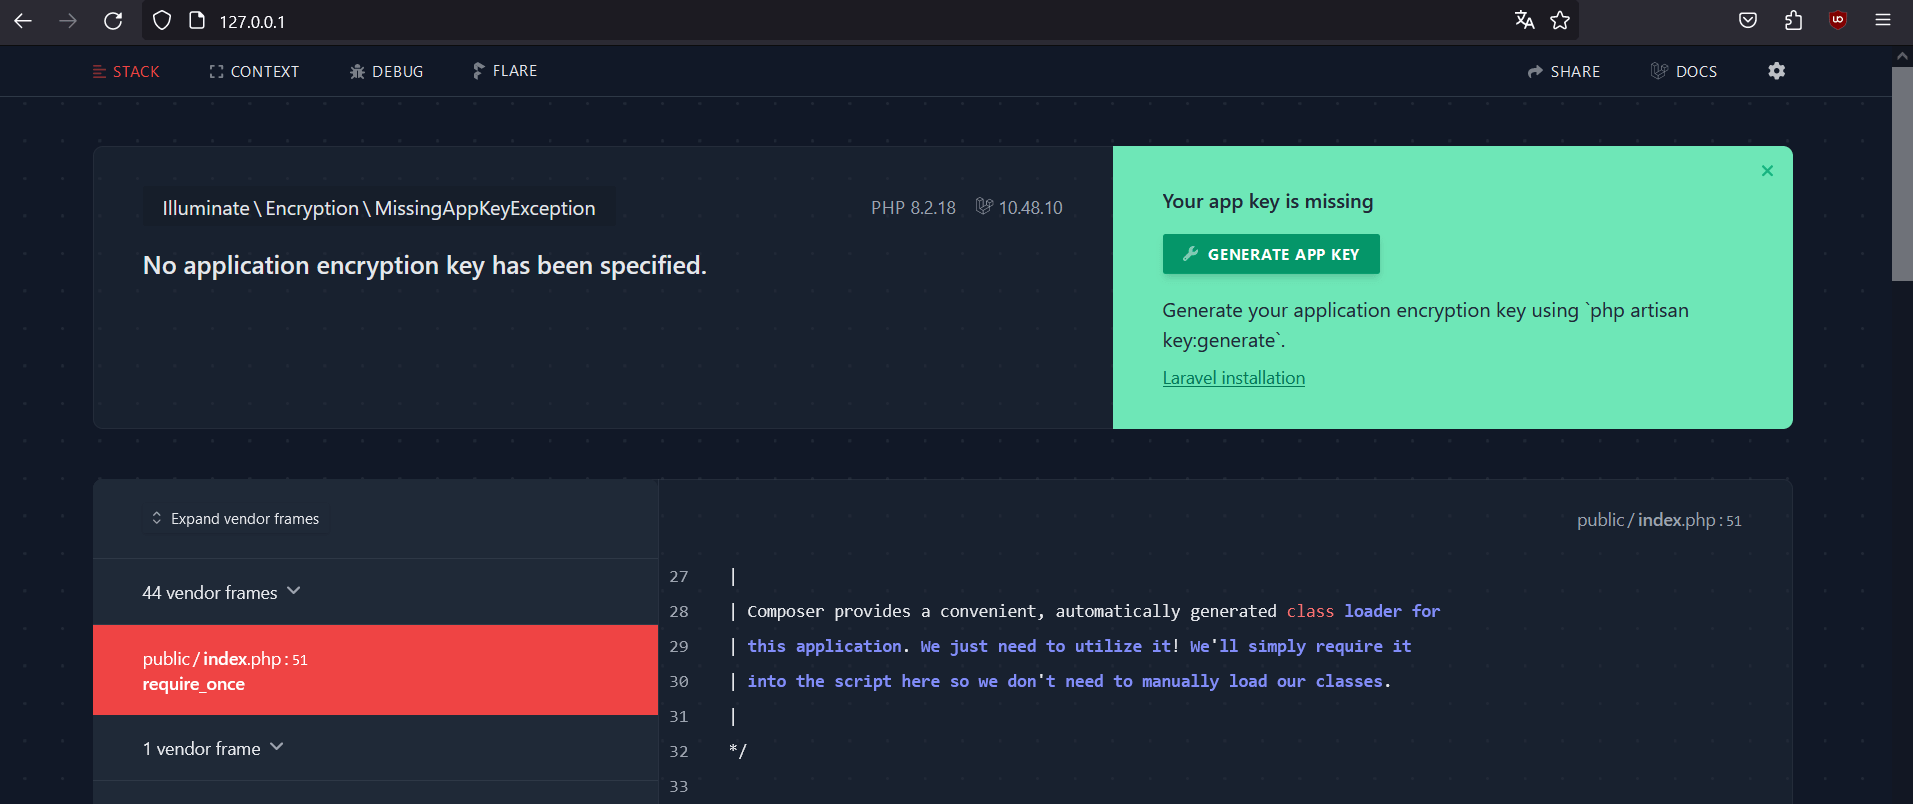 127.0.0.1
STACK
CONTEXT
DEBUG
FLARE
SHARE
DOCS
Illuminate\Encryption\MissingAppKeyException
PHP 8.2.18
10.48.10
No application encryption key has been specified.
Your app key is missing
GENERATE APP KEY
Generate your application encryption key using `php artisan
key:generate`.
Laravel installation
Expand vendor frames
44 vendor frames
public/index.php:51
require_once
1 vendor frame
public/index.php:51
27 |
28 | Composer provides a convenient, automatically generated class loader for
29 | this application. We just need to utilize it! We'll simply require it
30 | into the script here so we don't need to manually load our classes.
31 |
32 */
33